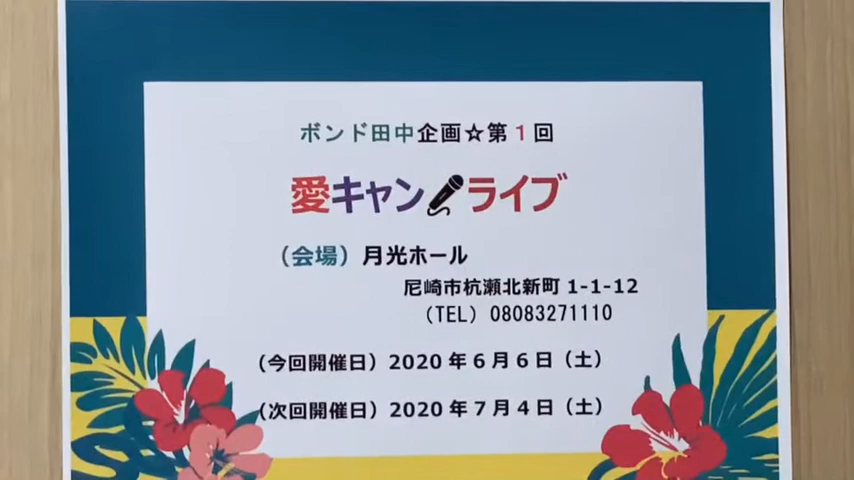 ボンド田中企画☆第1回
愛キャンライブ
（会場）月光ホール
尼崎市杭瀬北新町1-1-12
（TEL）08083271110
（今回開催日）2020年6月6日（土）
（次回開催日）2020年7月4日（土）